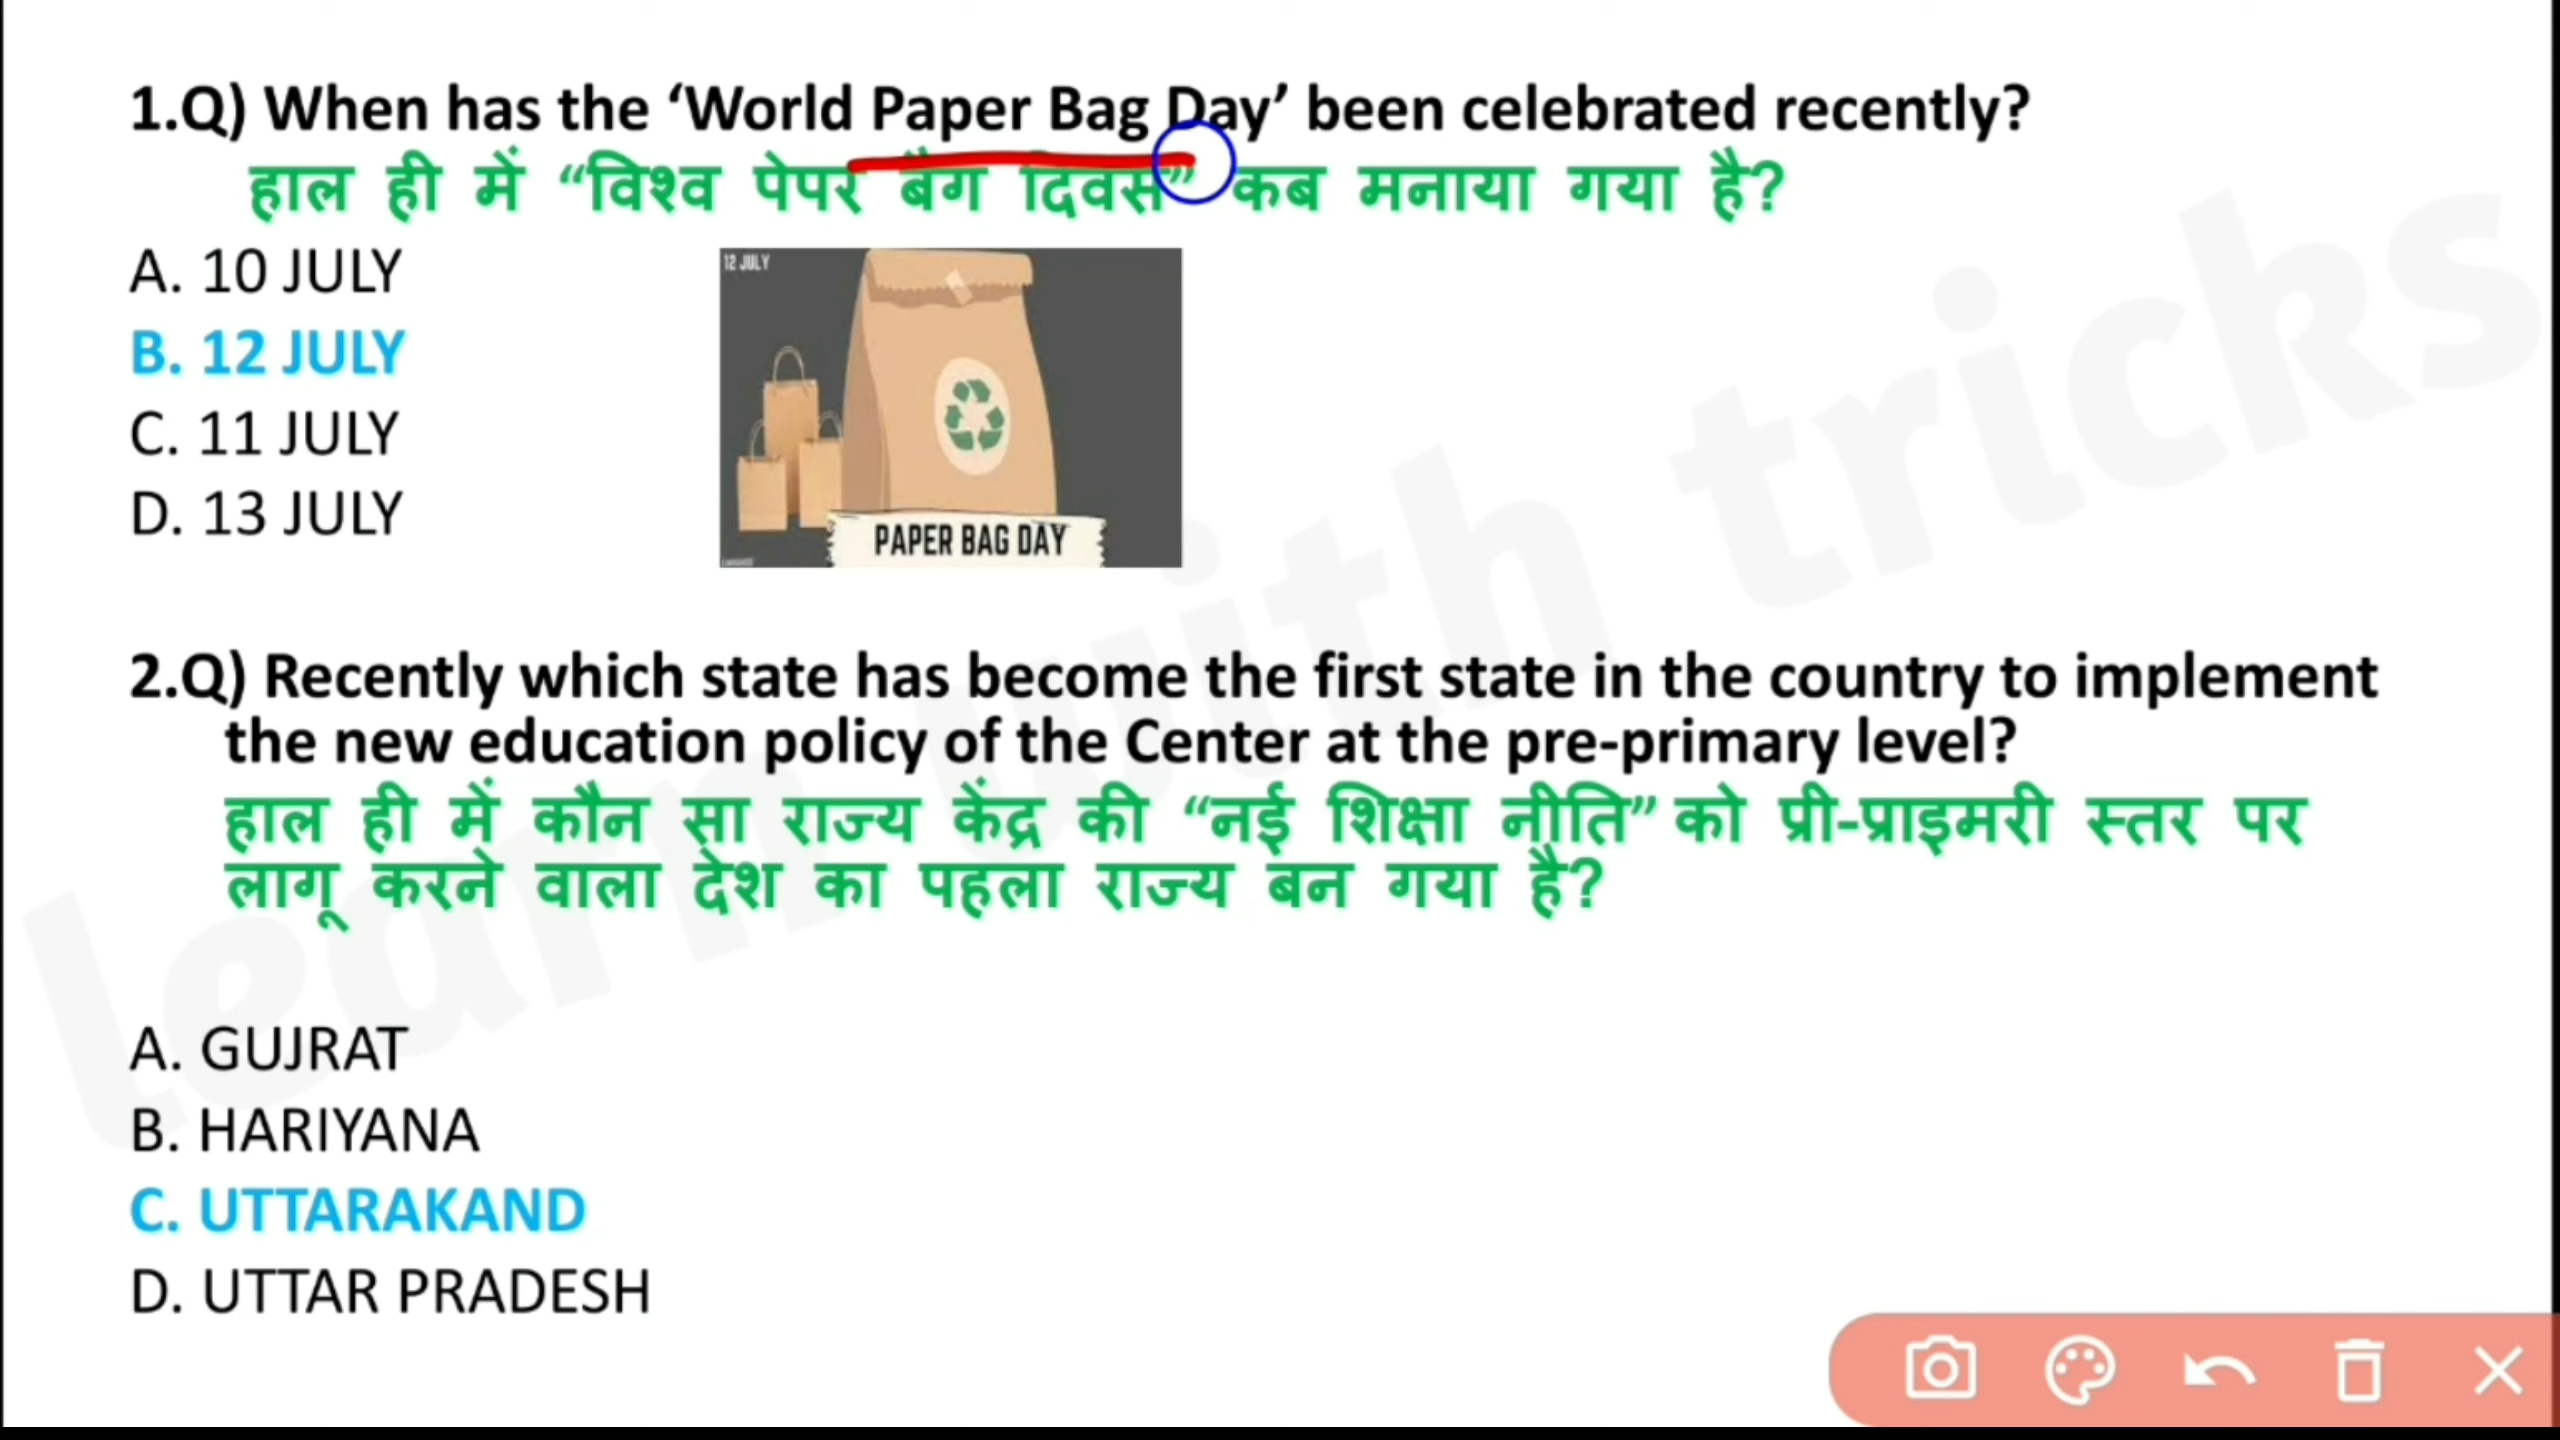 1.Q) When has the ‘World Paper Bag Day’ been celebrated recently?
हाल ही में “विश्व पेपर बैग दिवस” कब मनाया गया है?
A. 10 JULY
B. 12 JULY
C. 11 JULY
D. 13 JULY
12 JULY
PAPER BAG DAY
2.Q) Recently which state has become the first state in the country to implement
the new education policy of the Center at the pre-primary level?
हाल ही में कौन सा राज्य केंद्र की “नई शिक्षा नीति” को प्री-प्राइमरी स्तर पर
लागू करने वाला देश का पहला राज्य बन गया है?
A. GUJRAT
B. HARIYANA
C. UTTARAKAND
D. UTTAR PRADESH
learn with tricks